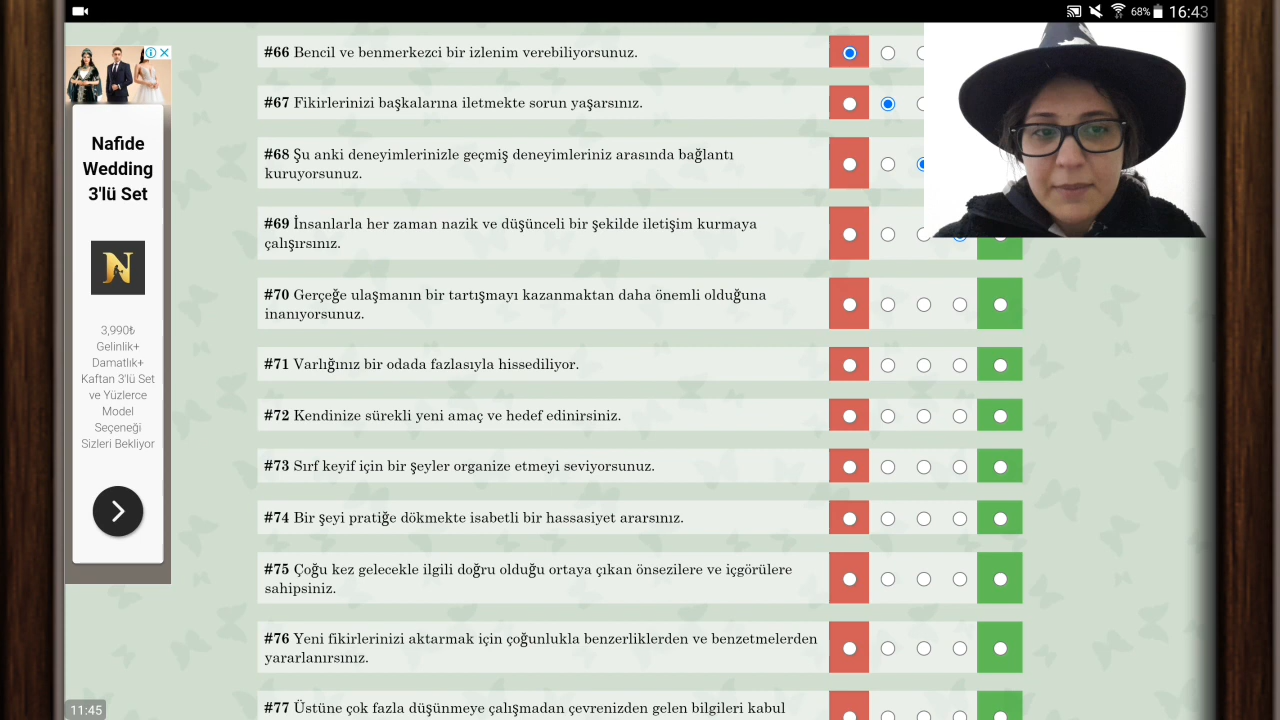 68%
16:43
#66 Bencil ve benmerkezci bir izlenim verebiliyorsunuz.
#67 Fikirlerinizi başkalarına iletmekte sorun yaşarsınız.
#68 Şu anki deneyimlerinizle geçmiş deneyimleriniz arasında bağlantı
kuruyorsunuz.
#69 İnsanlarla her zaman nazik ve düşünceli bir şekilde iletişim kurmaya
çalışırsınız.
#70 Gerçeğe ulaşmanın bir tartışmayı kazanmaktan daha önemli olduğuna
inanıyorsunuz.
#71 Varlığınız bir odada fazlasıyla hissediliyor.
#72 Kendinize sürekli yeni amaç ve hedef edinirsiniz.
#73 Sırf keyif için bir şeyler organize etmeyi seviyorsunuz.
#74 Bir şeyi pratiğe dökmekte isabetli bir hassasiyet ararsınız.
#75 Çoğu kez gelecekle ilgili doğru olduğu ortaya çıkan önsezilere ve içgörülere
sahipsiniz.
#76 Yeni fikirlerinizi aktarmak için çoğunlukla benzerliklerden ve benzetmelerden
yararlanırsınız.
#77 Üstüne çok fazla düşünmeye çalışmadan çevrenizden gelen bilgileri kabul
Nafide
Wedding
3'lü Set
N
3,990₺
Gelinlik+
Damatlık+
Kaftan 3'lü Set
ve Yüzlerce
Model
Seçeneği
Sizleri Bekliyor
11:45